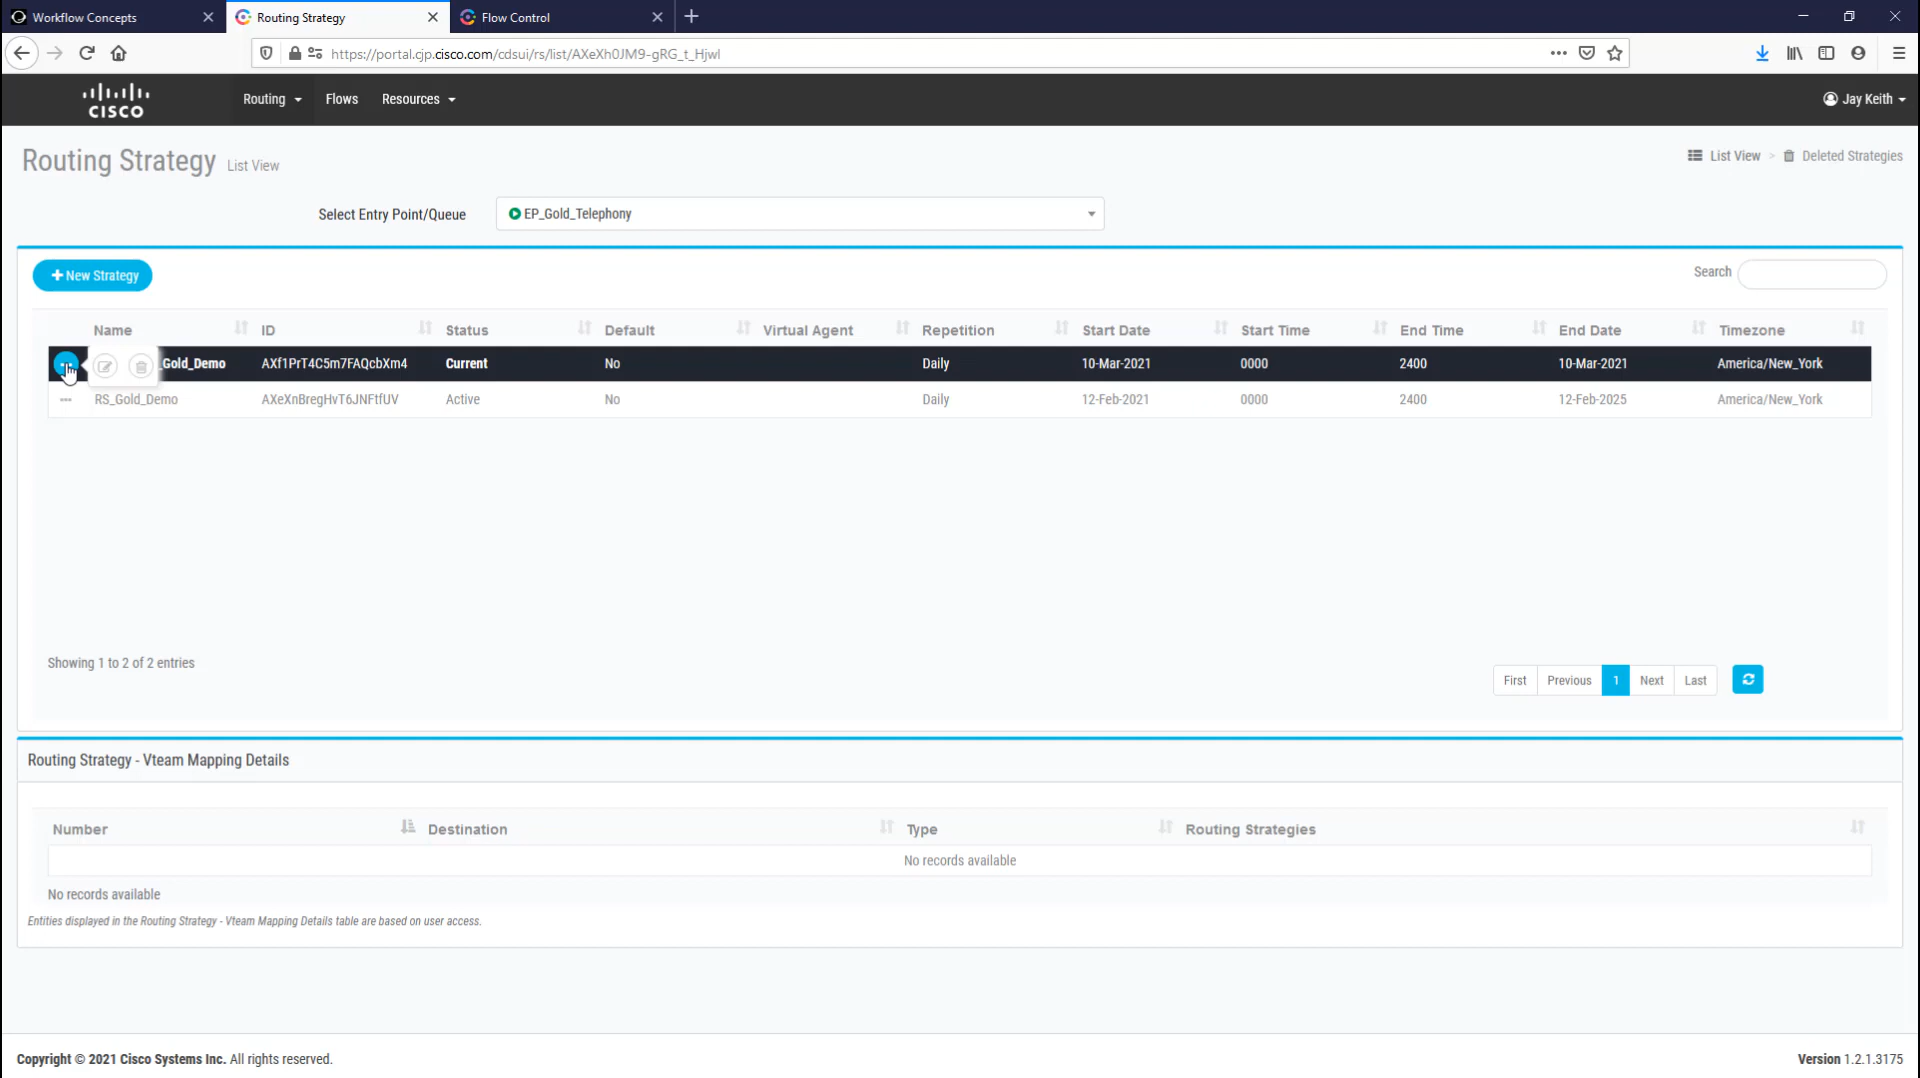 Workflow Concepts
Routing Strategy
Flow Control
https://portal.cjp.cisco.com/cdsui/rs/list/AXeXh0JM9-gRG_t_Hjwl
CISCO
Routing
Flows
Resources
Jay Keith
Routing Strategy List View
List View > Deleted Strategies
Select Entry Point/Queue
EP_Gold_Telephony
+ New Strategy
Search
Name ID Status Default Virtual Agent Repetition Start Date Start Time End Time End Date Timezone
_Gold_Demo AXf1PrT4C5m7FAQcbXm4 Current No Daily 10-Mar-2021 0000 2400 10-Mar-2021 America/New_York
RS_Gold_Demo AXeXnBregHvT6JNFtfUV Active No Daily 12-Feb-2021 0000 2400 12-Feb-2025 America/New_York
Showing 1 to 2 of 2 entries
First Previous 1 Next Last
Routing Strategy - Vteam Mapping Details
Number Destination Type Routing Strategies
No records available
No records available
Entities displayed in the Routing Strategy - Vteam Mapping Details table are based on user access.
Copyright © 2021 Cisco Systems Inc. All rights reserved.
Version 1.2.1.3175